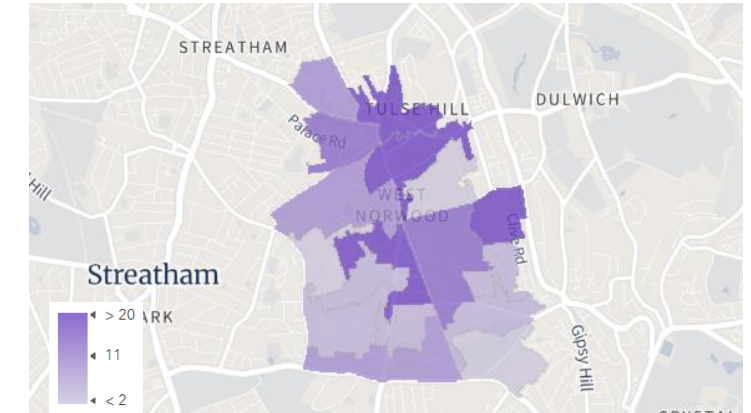 STREATHAM
TULSE HILL
DULWICH
Palace Rd
Hill
WEST
NORWOOD
Clive Rd
Streatham
> 20
ARK
11
< 2
Gipsy Hill